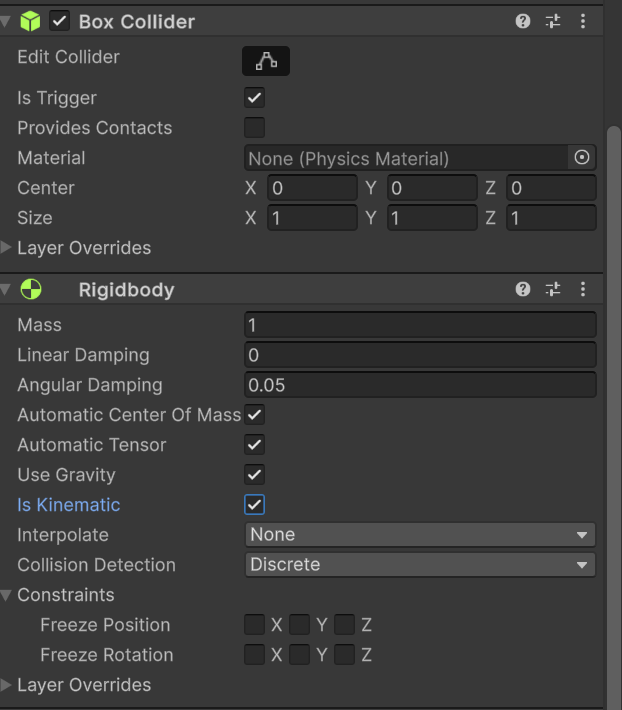 Box Collider
Edit Collider
Is Trigger
Provides Contacts
Material None (Physics Material)
Center X 0 Y 0 Z 0
Size X 1 Y 1 Z 1
Layer Overrides
Rigidbody
Mass 1
Linear Damping 0
Angular Damping 0.05
Automatic Center Of Mass
Automatic Tensor
Use Gravity
Is Kinematic
Interpolate None
Collision Detection Discrete
Constraints
Freeze Position X Y Z
Freeze Rotation X Y Z
Layer Overrides